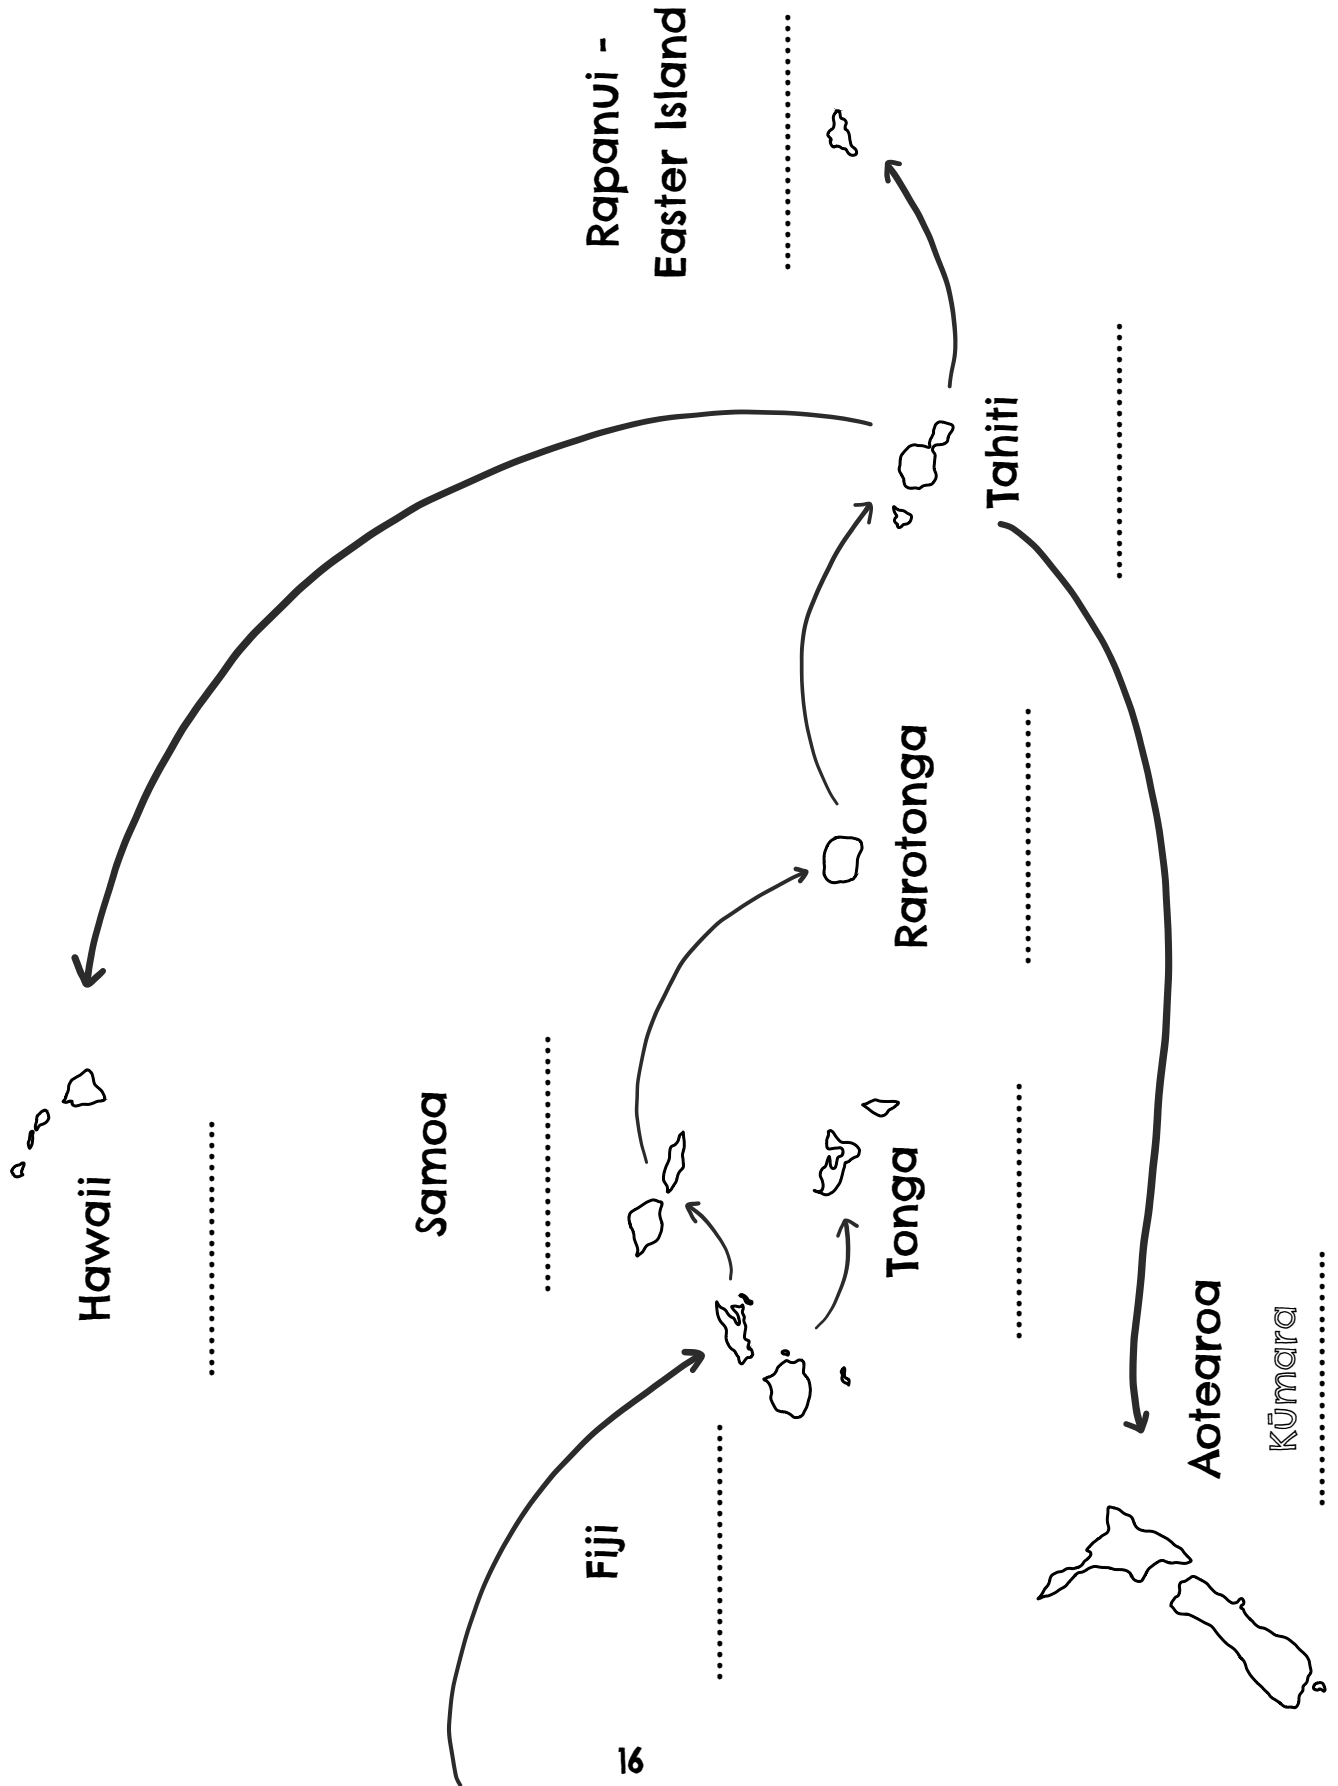 Hawaii
Samoa
Fiji
Rapanui -
Easter Island
Tonga
Rarotonga
Tahiti
Aotearoa
Kūmara
16